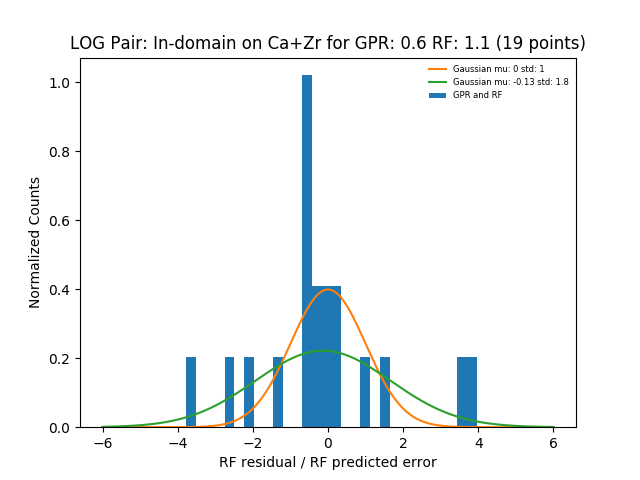 LOG Pair: In-domain on Ca+Zr for GPR: 0.6 RF: 1.1 (19 points)
Gaussian mu: 0 std: 1
Gaussian mu: -0.13 std: 1.8
GPR and RF
Normalized Counts
1.0
0.8
0.6
0.4
0.2
0.0
−6 −4 −2 0 2 4 6
RF residual / RF predicted error